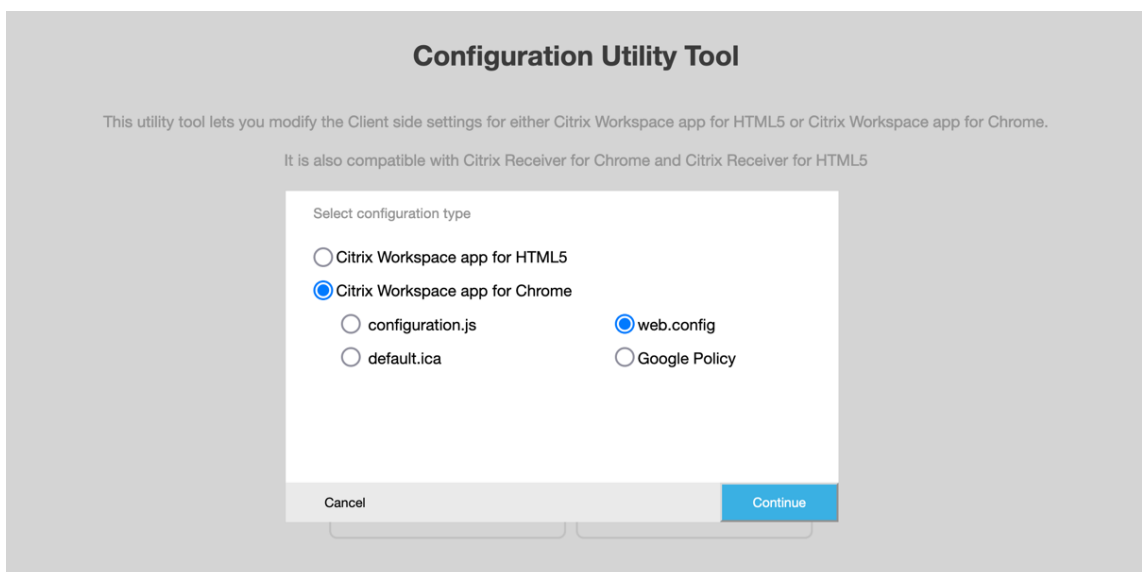 Configuration Utility Tool
This utility tool lets you modify the Client side settings for either Citrix Workspace app for HTML5 or Citrix Workspace app for Chrome.
It is also compatible with Citrix Receiver for Chrome and Citrix Receiver for HTML5
Select configuration type
Citrix Workspace app for HTML5
Citrix Workspace app for Chrome
configuration.js web.config
default.ica Google Policy
Cancel Continue